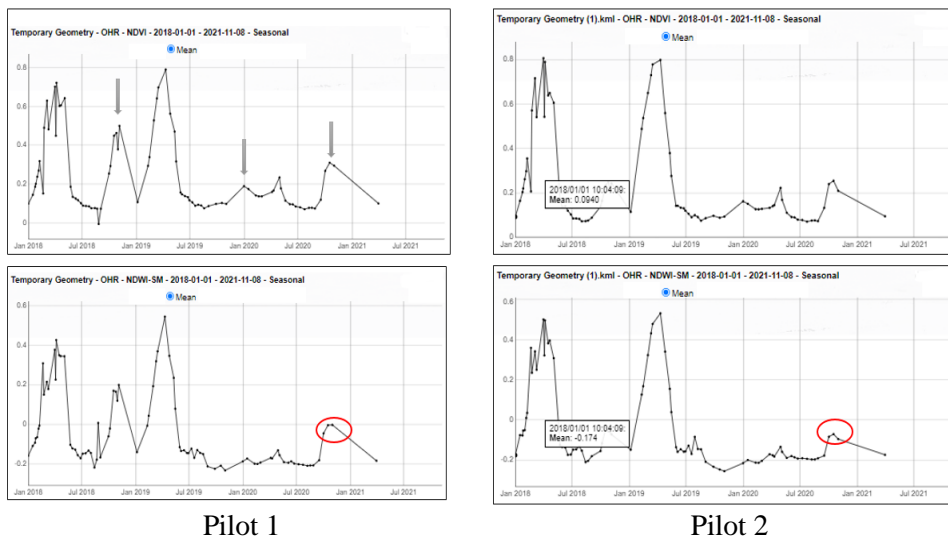 Temporary Geometry - OHR - NDVI - 2018-01-01 - 2021-11-08 - Seasonal
Mean
0.8
0.6
0.4
0.2
0
Jan 2018
Jul 2018
Jan 2019
Jul 2019
Jan 2020
Jul 2020
Jan 2021
Jul 2021
Temporary Geometry (1).kml - OHR - NDVI - 2018-01-01 - 2021-11-08 - Seasonal
Mean
0.8
0.6
0.4
0.2
0
2018/01/01 10:04:09:
Mean: 0.0940
Jan 2018
Jul 2018
Jan 2019
Jul 2019
Jan 2020
Jul 2020
Jan 2021
Jul 2021
Temporary Geometry - OHR - NDWI-SM - 2018-01-01 - 2021-11-08 - Seasonal
Mean
0.6
0.4
0.2
0
-0.2
Jan 2018
Jul 2018
Jan 2019
Jul 2019
Jan 2020
Jul 2020
Jan 2021
Jul 2021
Temporary Geometry (1).kml - OHR - NDWI-SM - 2018-01-01 - 2021-11-08 - Seasonal
Mean
0.6
0.4
0.2
0
-0.2
2018/01/01 10:04:09:
Mean: -0.174
Jan 2018
Jul 2018
Jan 2019
Jul 2019
Jan 2020
Jul 2020
Jan 2021
Jul 2021
Pilot 1
Pilot 2